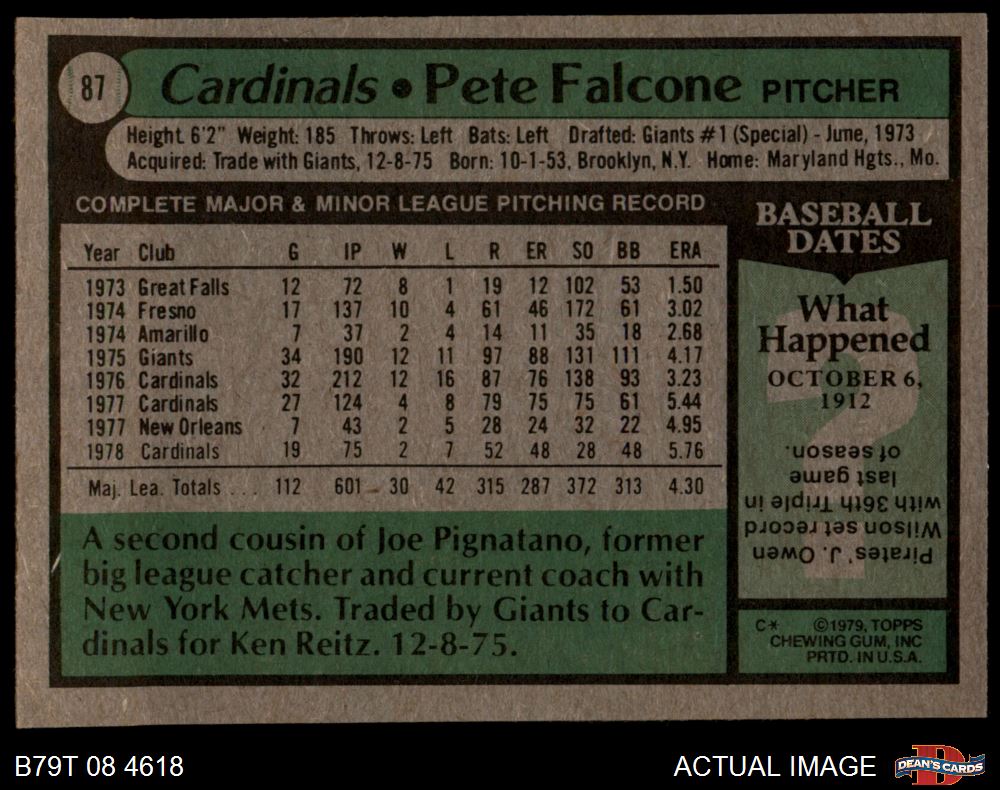 87
Cardinals • Pete Falcone PITCHER
Height 6'2" Weight: 185 Throws: Left Bats: Left Drafted: Giants #1 (Special) - June, 1973
Acquired: Trade with Giants, 12-8-75 Born: 10-1-53, Brooklyn, N.Y. Home: Maryland Hgts., Mo.
COMPLETE MAJOR & MINOR LEAGUE PITCHING RECORD
Year Club G IP W L R ER SO BB ERA
1973 Great Falls 12 72 8 1 19 12 102 53 1.50
1974 Fresno 17 137 10 4 61 46 172 61 3.02
1974 Amarillo 7 37 2 4 14 11 35 18 2.68
1975 Giants 34 190 12 11 97 88 131 111 4.17
1976 Cardinals 32 212 12 16 87 76 138 93 3.23
1977 Cardinals 27 124 4 8 79 75 75 61 5.44
1977 New Orleans 7 43 2 5 28 24 32 22 4.95
1978 Cardinals 19 75 2 7 52 48 28 48 5.76
Maj. Lea. Totals ... 112 601 30 42 315 287 372 313 4.30
A second cousin of Joe Pignatano, former
big league catcher and current coach with
New York Mets. Traded by Giants to Car-
dinals for Ken Reitz. 12-8-75.
BASEBALL
DATES
What
Happened
OCTOBER 6,
1912
Pirates' J. Owen
Wilson set record
with 36th Triple in
last game
of season.
C* ©1979, TOPPS
CHEWING GUM, INC
PRTD. IN U.S.A.
B79T 08 4618
ACTUAL IMAGE
DEAN'S CARDS